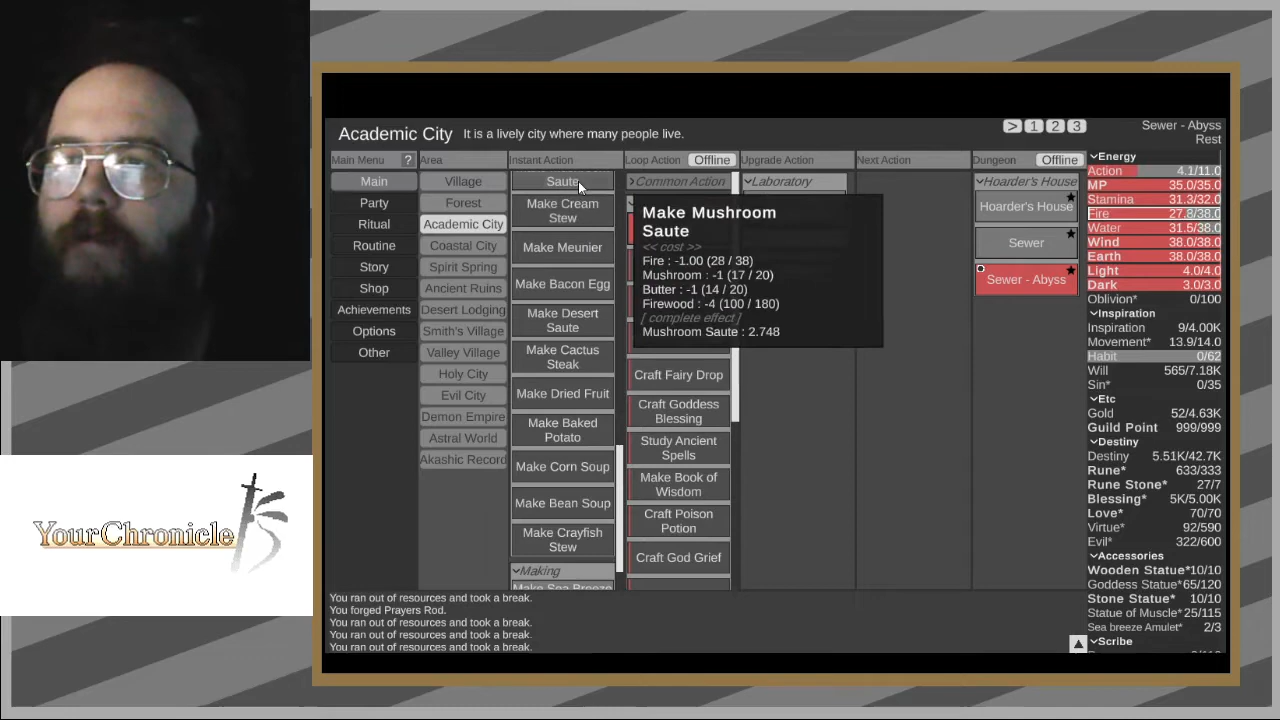 Academic City It is a lively city where many people live.
> 1 2 3
Sewer - Abyss
Rest
Main Menu ? Area Instant Action Loop Action Offline Upgrade Action Next Action Dungeon Offline
Main
Party
Ritual
Routine
Story
Shop
Achievements
Options
Other
Village
Forest
Academic City
Coastal City
Spirit Spring
Ancient Ruins
Desert Lodging
Smith's Village
Valley Village
Holy City
Evil City
Demon Empire
Astral World
Akashic Record
Saute
Make Cream
Stew
Make Meunier
Make Bacon Egg
Make Desert
Saute
Make Cactus
Steak
Make Dried Fruit
Make Baked
Potato
Make Corn Soup
Make Bean Soup
Make Crayfish
Stew
Making
Make Sea Breeze
Common Action
Craft Fairy Drop
Craft Goddess
Blessing
Study Ancient
Spells
Make Book of
Wisdom
Craft Poison
Potion
Craft God Grief
Laboratory
Make Mushroom
Saute
<< cost >>
Fire : -1.00 (28 / 38)
Mushroom : -1 (17 / 20)
Butter : -1 (14 / 20)
Firewood : -4 (100 / 180)
[ complete effect ]
Mushroom Saute : 2.748
Hoarder's House
Hoarder's House
Sewer
Sewer - Abyss
Energy
Action 4.1/11.0
MP 35.0/35.0
Stamina 31.3/32.0
Fire 27.8/38.0
Water 31.5/38.0
Wind 38.0/38.0
Earth 38.0/38.0
Light 4.0/4.0
Dark 3.0/3.0
Oblivion* 0/100
Inspiration
Inspiration 9/4.00K
Movement* 13.9/14.0
Habit 0/62
Will 565/7.18K
Sin* 0/35
Etc
Gold 52/4.63K
Guild Point 999/999
Destiny
Destiny 5.51K/42.7K
Rune* 633/333
Rune Stone* 27/7
Blessing* 5K/5.00K
Love* 70/70
Virtue* 92/590
Evil* 322/600
Accessories
Wooden Statue* 10/10
Goddess Statue* 65/120
Stone Statue* 10/10
Statue of Muscle* 25/115
Sea breeze Amulet* 2/3
Scribe
You ran out of resources and took a break.
You forged Prayers Rod.
You ran out of resources and took a break.
You ran out of resources and took a break.
You ran out of resources and took a break.
YourChronicle